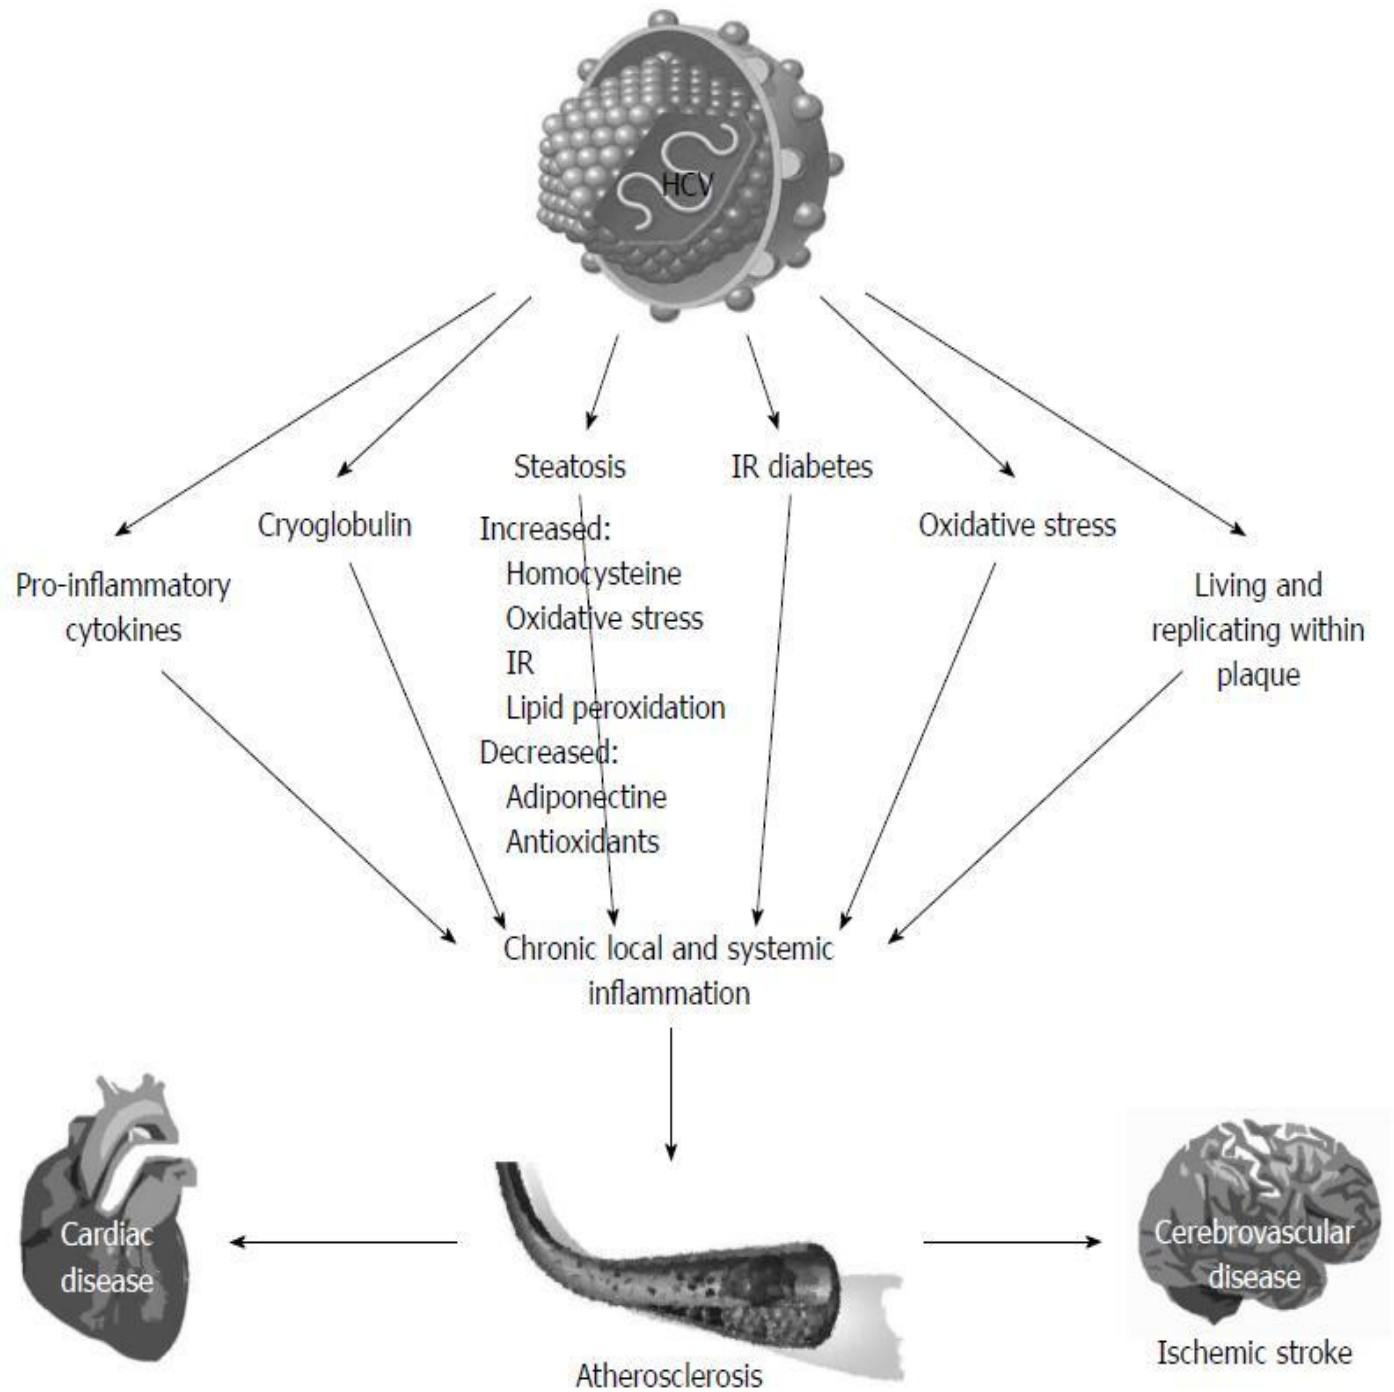 HCV
Steatosis
IR diabetes
Cryoglobulin
Increased:
Oxidative stress
Pro-inflammatory
cytokines
Homocysteine
Oxidative stress
IR
Lipid peroxidation
Decreased:
Adiponectine
Antioxidants
Living and
replicating within
plaque
Chronic local and systemic
inflammation
Cardiac
disease
Cerebrovascular
disease
Ischemic stroke
Atherosclerosis